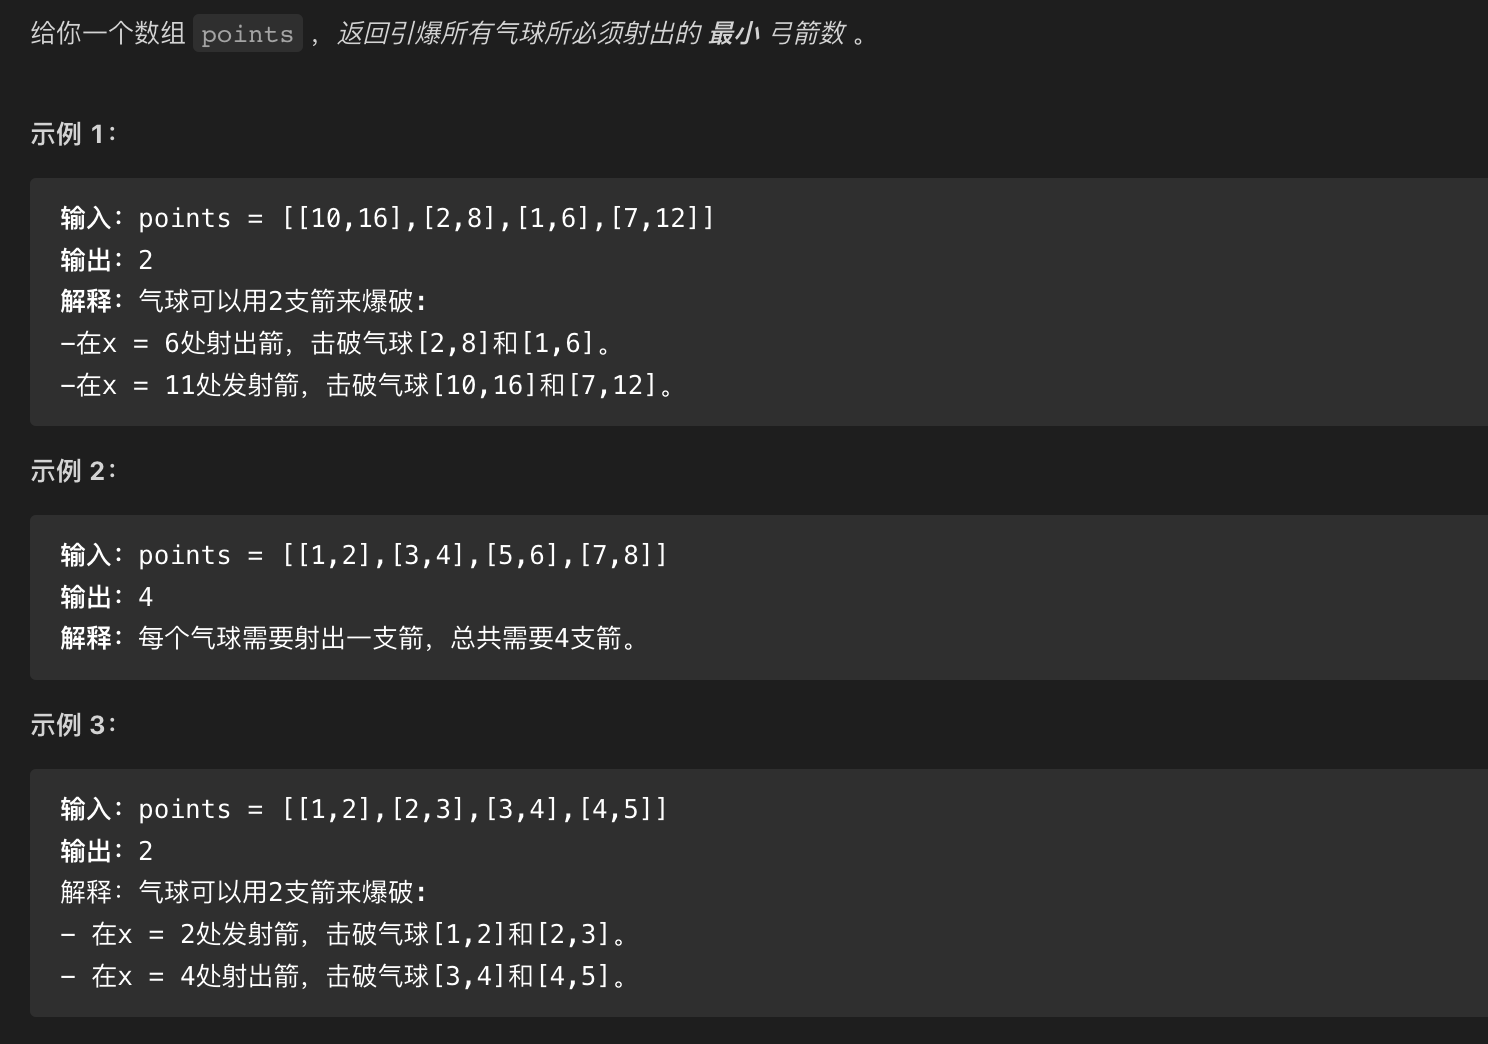 给你一个数组 points ，返回引爆所有气球所必须射出的 最小 弓箭数 。
示例 1：
输入：points = [[10,16],[2,8],[1,6],[7,12]]
输出：2
解释：气球可以用2支箭来爆破:
-在x = 6处射出箭，击破气球[2,8]和[1,6]。
-在x = 11处发射箭，击破气球[10,16]和[7,12]。
示例 2：
输入：points = [[1,2],[3,4],[5,6],[7,8]]
输出：4
解释：每个气球需要射出一支箭，总共需要4支箭。
示例 3：
输入：points = [[1,2],[2,3],[3,4],[4,5]]
输出：2
解释：气球可以用2支箭来爆破:
- 在x = 2处发射箭，击破气球[1,2]和[2,3]。
- 在x = 4处射出箭，击破气球[3,4]和[4,5]。